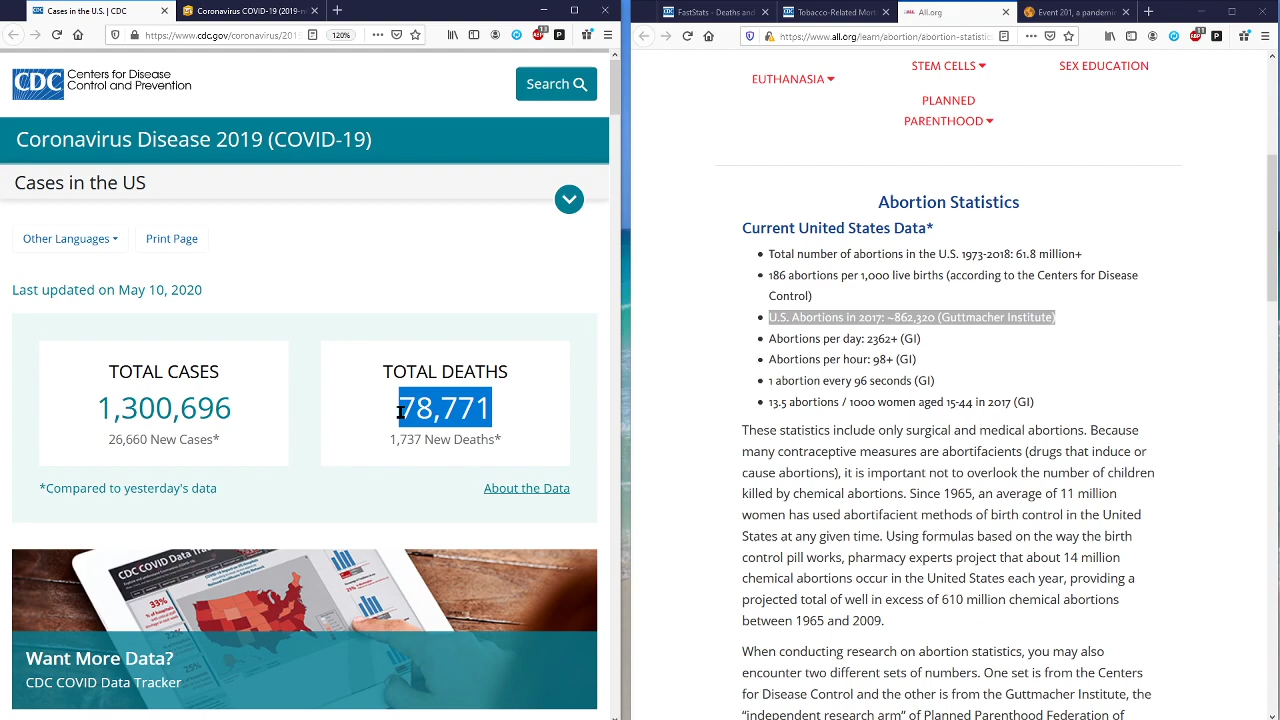 Cases in the U.S. | CDC
Coronavirus COVID-19 (2019-n
https://www.cdc.gov/coronavirus/2019
120%
CDC
Centers for Disease
Control and Prevention
Search
Coronavirus Disease 2019 (COVID-19)
Cases in the US
Other Languages
Print Page
Last updated on May 10, 2020
TOTAL CASES
1,300,696
26,660 New Cases*
TOTAL DEATHS
78,771
1,737 New Deaths*
*Compared to yesterday's data
About the Data
CDC COVID Data Tracker
33%
22%
21%
Want More Data?
CDC COVID Data Tracker
FastStats - Deaths and
Tobacco-Related Mort
All.org
Event 201, a pandemic
https://www.all.org/learn/abortion/abortion-statistic
EUTHANASIA
STEM CELLS
SEX EDUCATION
PLANNED
PARENTHOOD
Abortion Statistics
Current United States Data*
Total number of abortions in the U.S. 1973-2018: 61.8 million+
186 abortions per 1,000 live births (according to the Centers for Disease
Control)
U.S. Abortions in 2017: ~862,320 (Guttmacher Institute)
Abortions per day: 2362+ (GI)
Abortions per hour: 98+ (GI)
1 abortion every 96 seconds (GI)
13.5 abortions / 1000 women aged 15-44 in 2017 (GI)
These statistics include only surgical and medical abortions. Because
many contraceptive measures are abortifacients (drugs that induce or
cause abortions), it is important not to overlook the number of children
killed by chemical abortions. Since 1965, an average of 11 million
women has used abortifacient methods of birth control in the United
States at any given time. Using formulas based on the way the birth
control pill works, pharmacy experts project that about 14 million
chemical abortions occur in the United States each year, providing a
projected total of well in excess of 610 million chemical abortions
between 1965 and 2009.
When conducting research on abortion statistics, you may also
encounter two different sets of numbers. One set is from the Centers
for Disease Control and the other is from the Guttmacher Institute, the
“independent research arm” of Planned Parenthood Federation of